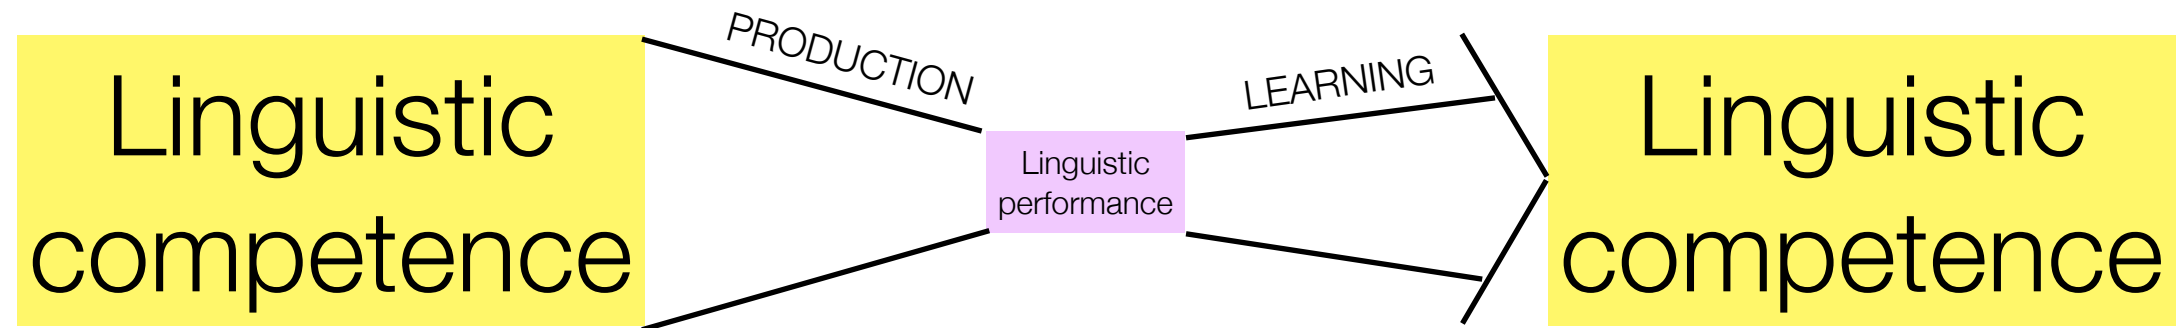 Linguistic
competence
PRODUCTION
Linguistic
performance
LEARNING
Linguistic
competence